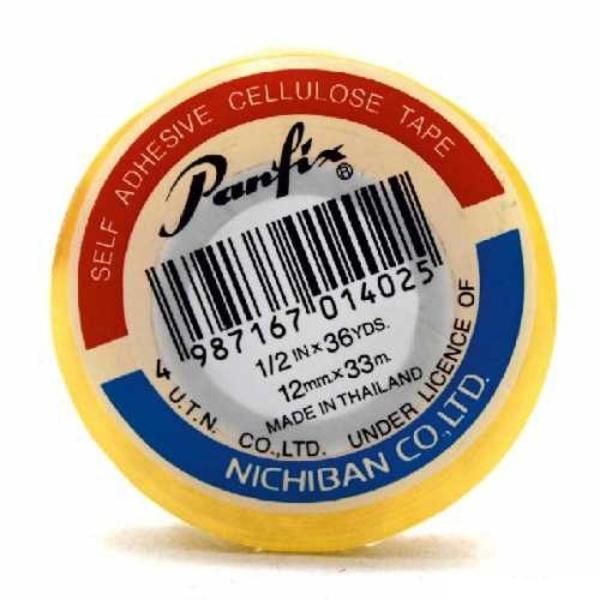 SELF ADHESIVE CELLULOSE TAPE
Panfix®
4 987167 014025
1/2 IN x 36 YDS.
12mm x 33m.
MADE IN THAILAND
U.T.N. CO.,LTD. UNDER LICENCE OF
NICHIBAN CO.,LTD.